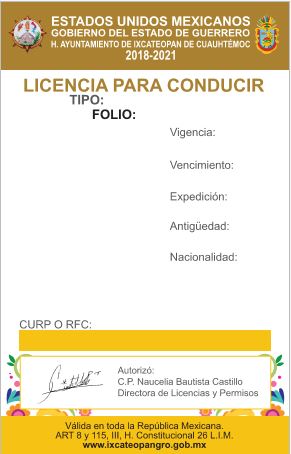 ESTADOS UNIDOS MEXICANOS
GOBIERNO DEL ESTADO DE GUERRERO
H. AYUNTAMIENTO DE IXCATEOPAN DE CUAUHTÉMOC
2018-2021
LICENCIA PARA CONDUCIR
TIPO:
FOLIO:
Vigencia:
Vencimiento:
Expedición:
Antigüedad:
Nacionalidad:
CURP O RFC:
Autorizó:
C.P. Naucelia Bautista Castillo
Directora de Licencias y Permisos
Válida en toda la República Mexicana.
ART 8 y 115, III, H. Constitutional 26 L.I.M.
www.ixcateopangro.gob.mx